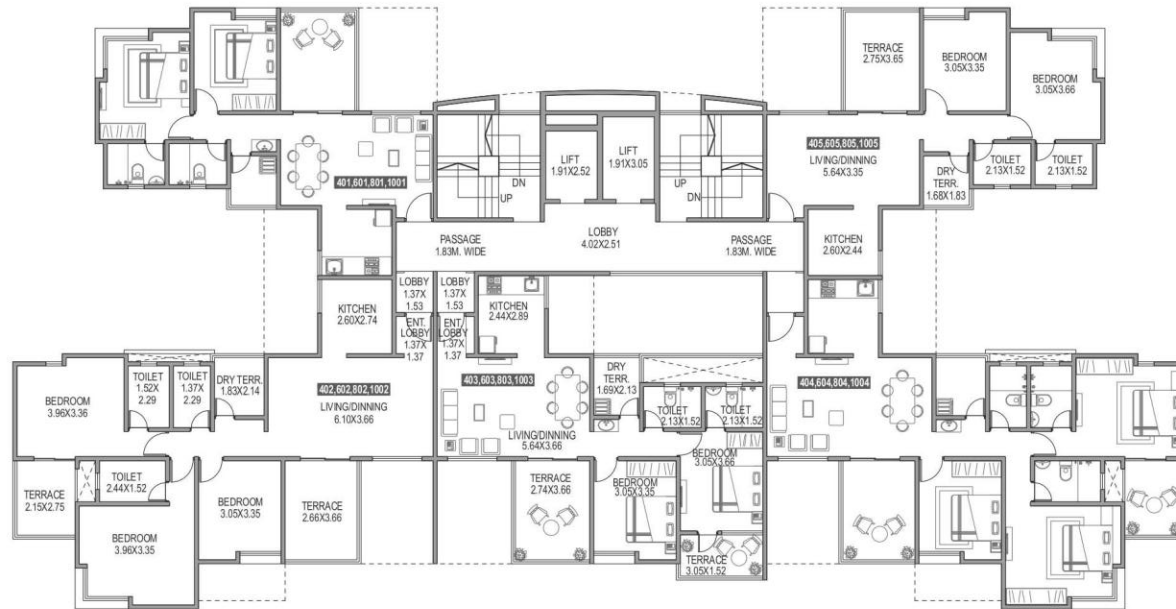 TERRACE
2.75X3.65
BEDROOM
3.05X3.35
BEDROOM
3.05X3.66
401,601,801,1001
DN
UP
LIFT
1.91X2.52
LIFT
1.91X3.05
UP
DN
405,605,805,1005
LIVING/DINNING
5.64X3.35
DRY
TERR.
1.68X1.83
TOILET
2.13X1.52
TOILET
2.13X1.52
PASSAGE
1.83M. WIDE
LOBBY
4.02X2.51
PASSAGE
1.83M. WIDE
KITCHEN
2.60X2.44
KITCHEN
2.60X2.74
LOBBY
1.37X
1.53
LOBBY
1.37X
1.53
ENT.
LOBBY
1.37X
1.37
ENT.
LOBBY
1.37X
1.37
KITCHEN
2.44X2.89
BEDROOM
3.96X3.36
TOILET
1.52X
2.29
TOILET
1.37X
2.29
DRY TERR.
1.83X2.14
402,602,802,1002
LIVING/DINNING
6.10X3.66
403,603,803,1003
LIVING/DINNING
5.64X3.66
DRY
TERR.
1.69X2.13
TOILET
2.13X1.52
TOILET
2.13X1.52
404,604,804,1004
TERRACE
2.15X2.75
TOILET
2.44X1.52
BEDROOM
3.96X3.35
BEDROOM
3.05X3.35
TERRACE
2.66X3.66
TERRACE
2.74X3.66
BEDROOM
3.05X3.35
BEDROOM
3.05X3.66
TERRACE
3.05X1.52